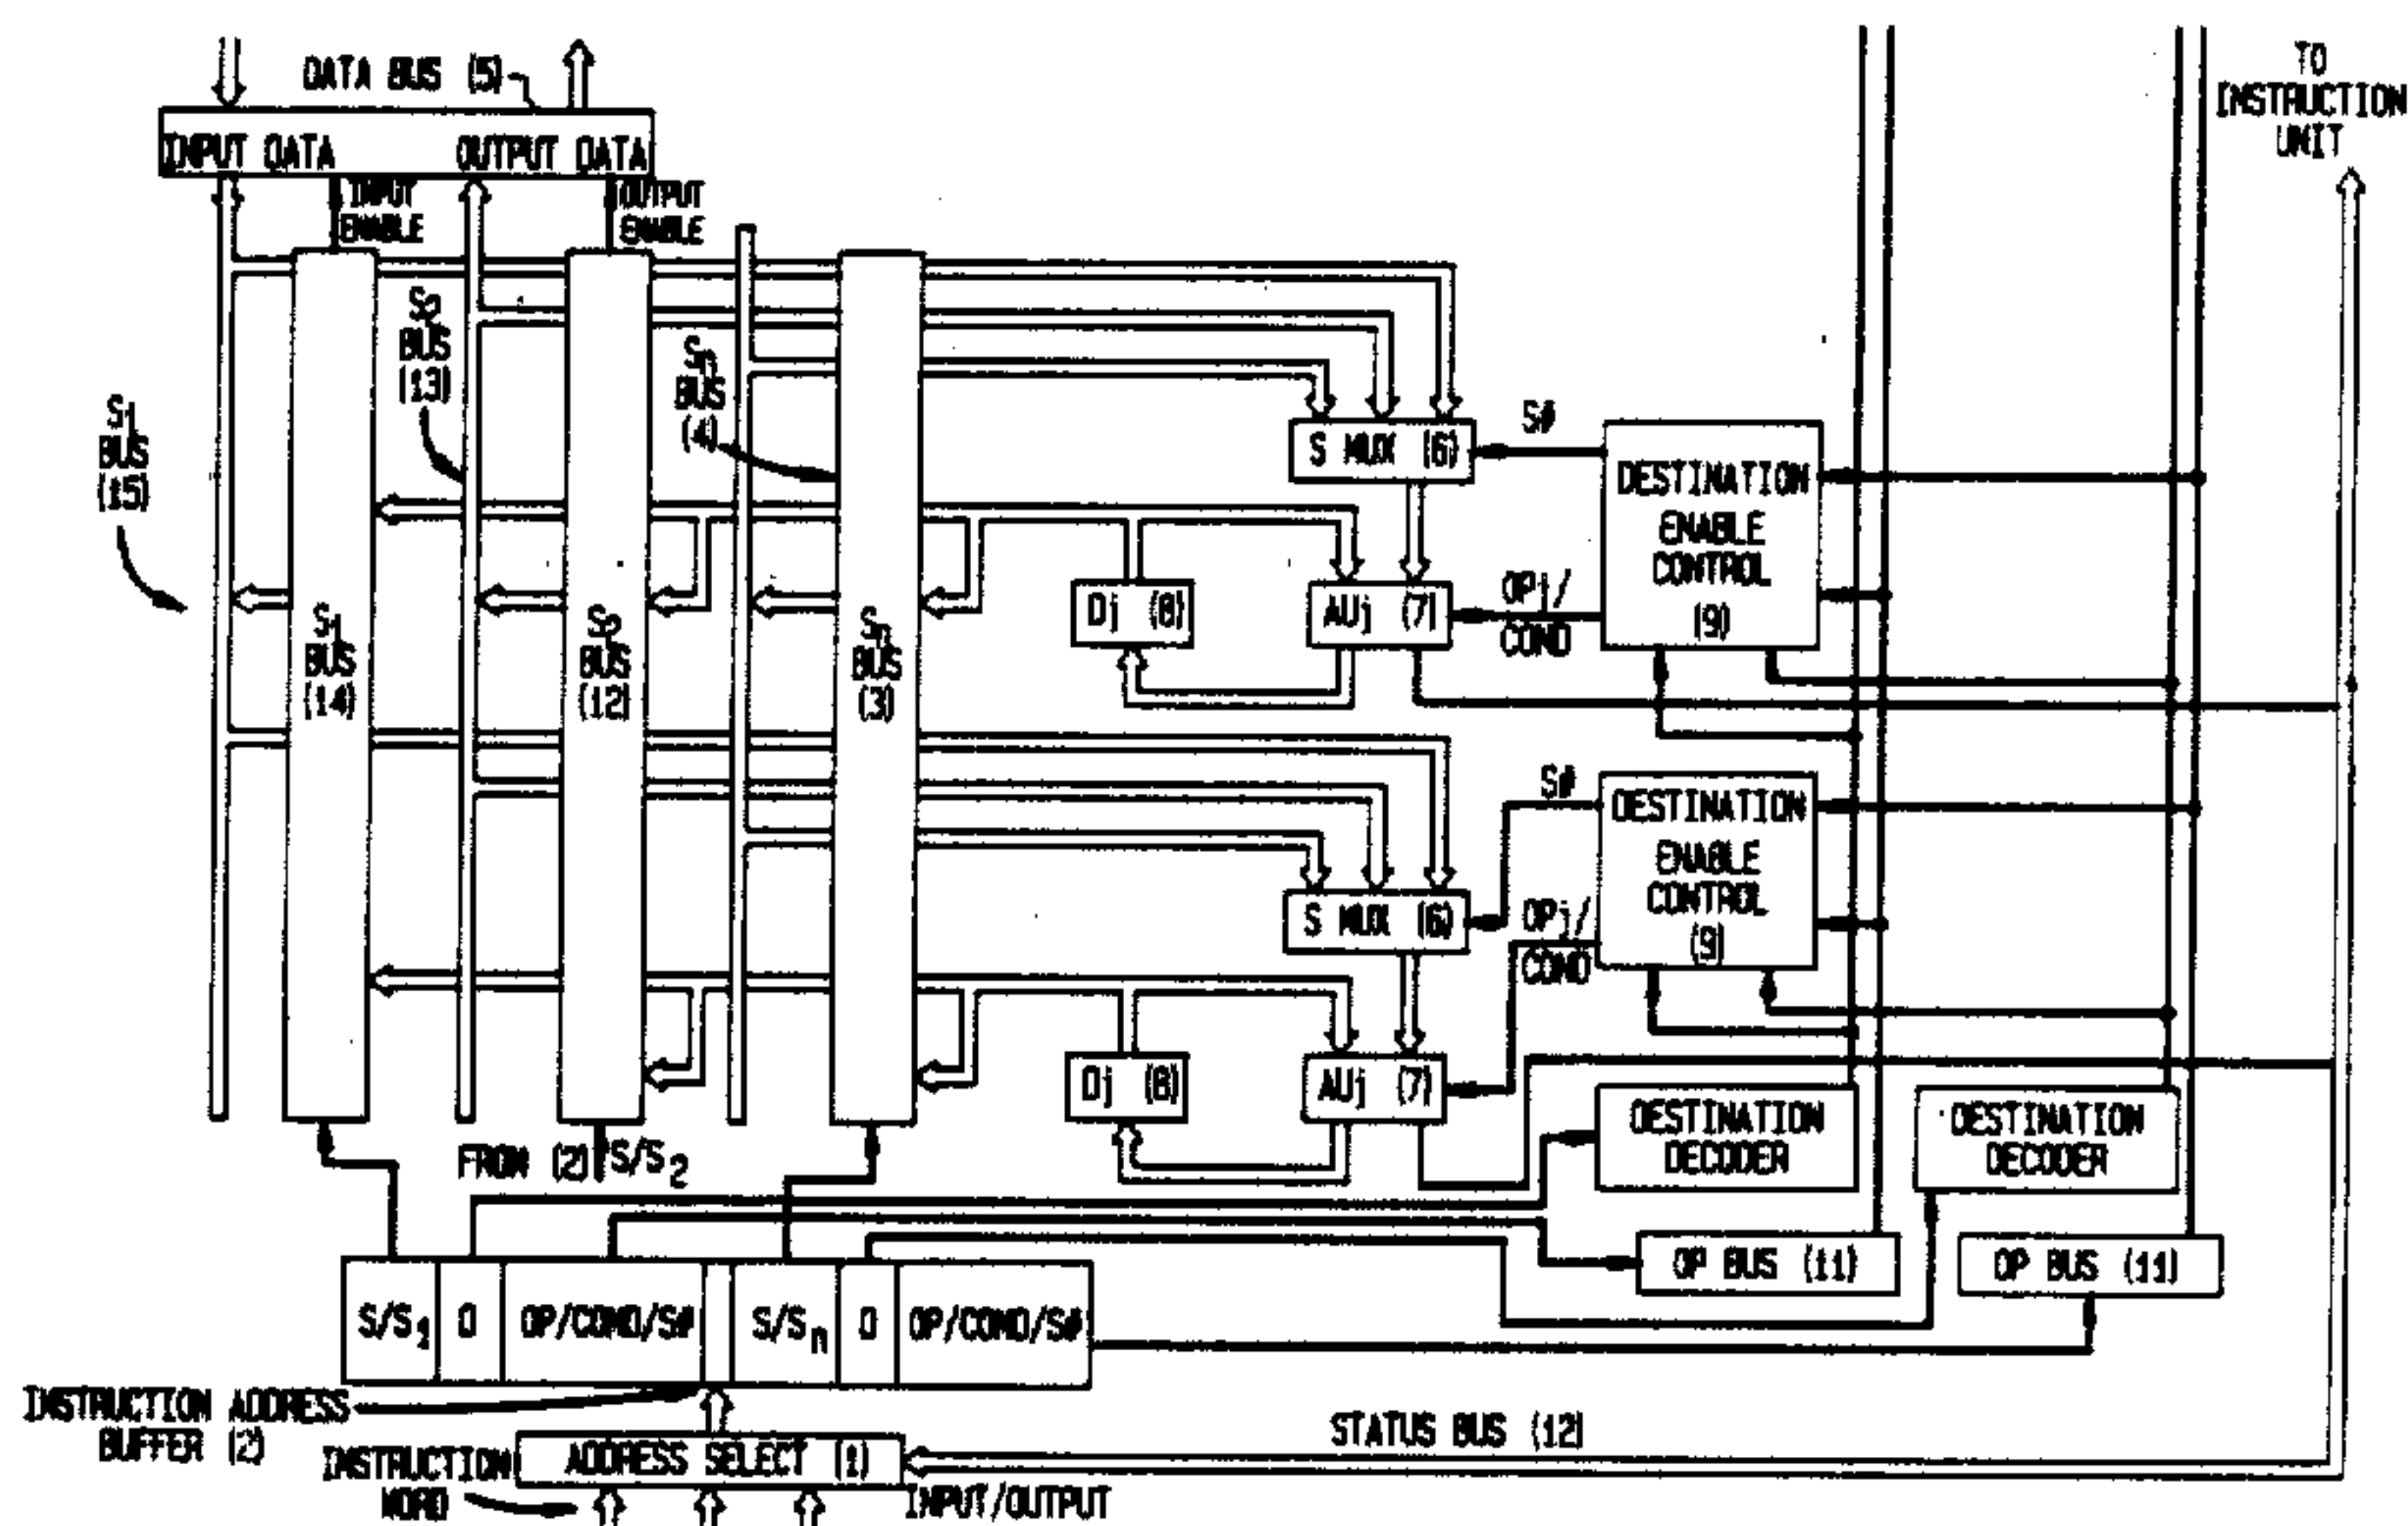 DATA BUS (5)
TO
INSTRUCTION
UNIT
INPUT DATA
OUTPUT DATA
INPUT
ENABLE
OUTPUT
ENABLE
S1
BUS
(15)
S2
BUS
(13)
Sn
BUS
(4)
S MUX (6)
S#
DESTINATION
ENABLE
CONTROL
(9)
S1
BUS
(14)
S2
BUS
(12)
Sn
BUS
(3)
Dj (8)
AUj (7)
OPj/
COND
S#
DESTINATION
ENABLE
CONTROL
(9)
S MUX (6)
OPj/
COND
Dj (8)
AUj (7)
DESTINATION
DECODER
DESTINATION
DECODER
FROM (2) S/S2
OP BUS (11)
OP BUS (11)
S/S1 D OP/COND/S# S/Sn D OP/COND/S#
INSTRUCTION ADDRESS
BUFFER (2)
STATUS BUS (12)
ADDRESS SELECT (1)
INSTRUCTION
WORD
INPUT/OUTPUT